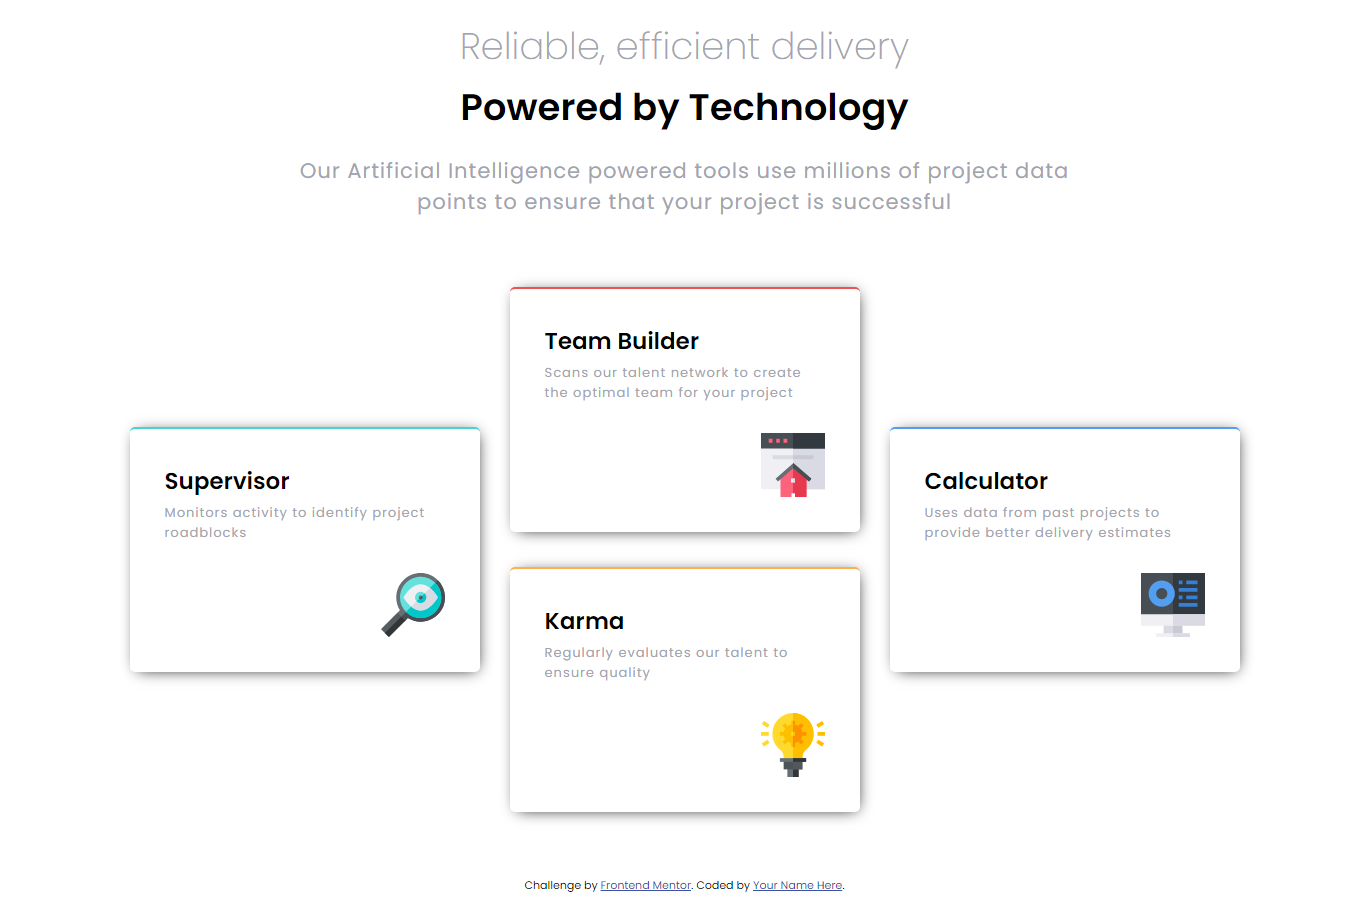 Reliable, efficient delivery
Powered by Technology
Our Artificial Intelligence powered tools use millions of project data
points to ensure that your project is successful
Team Builder
Scans our talent network to create
the optimal team for your project
Supervisor
Monitors activity to identify project
roadblocks
Calculator
Uses data from past projects to
provide better delivery estimates
Karma
Regularly evaluates our talent to
ensure quality
Challenge by Frontend Mentor. Coded by Your Name Here.